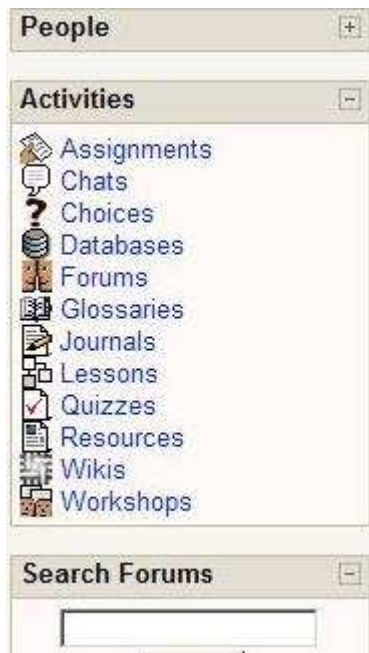 People
Activities
Assignments
Chats
Choices
Databases
Forums
Glossaries
Journals
Lessons
Quizzes
Resources
Wikis
Workshops
Search Forums